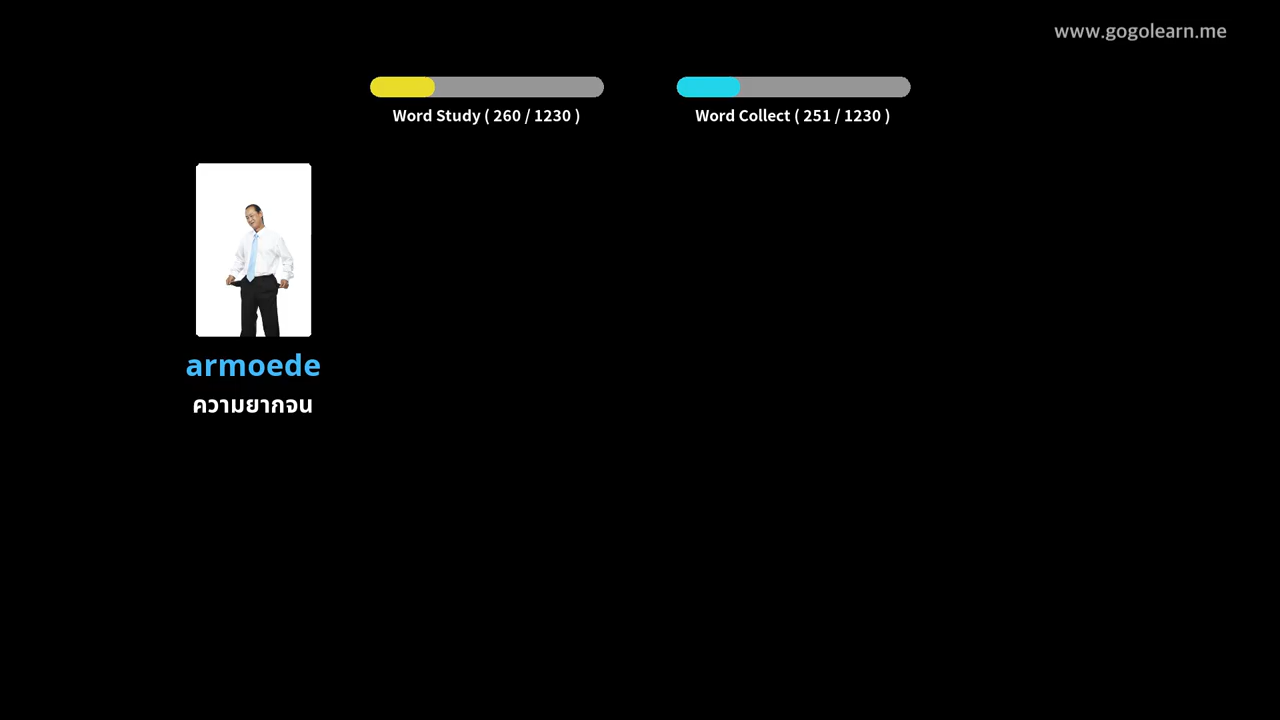 www.gogolearn.me
Word Study ( 260 / 1230 )
Word Collect ( 251 / 1230 )
armoede
ความยากจน